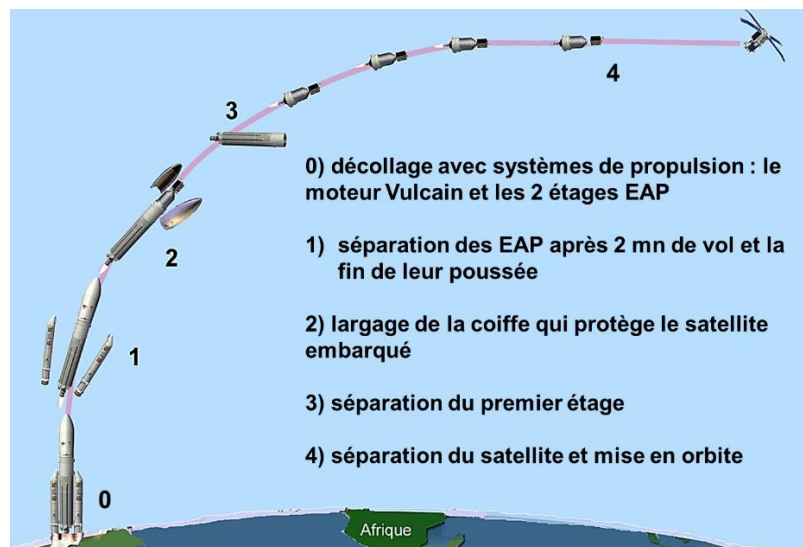 4
3
0) décollage avec systèmes de propulsion : le
moteur Vulcain et les 2 étages EAP
2
1) séparation des EAP après 2 mn de vol et la
fin de leur poussée
2) largage de la coiffe qui protège le satellite
embarqué
1
3) séparation du premier étage
4) séparation du satellite et mise en orbite
0
Afrique